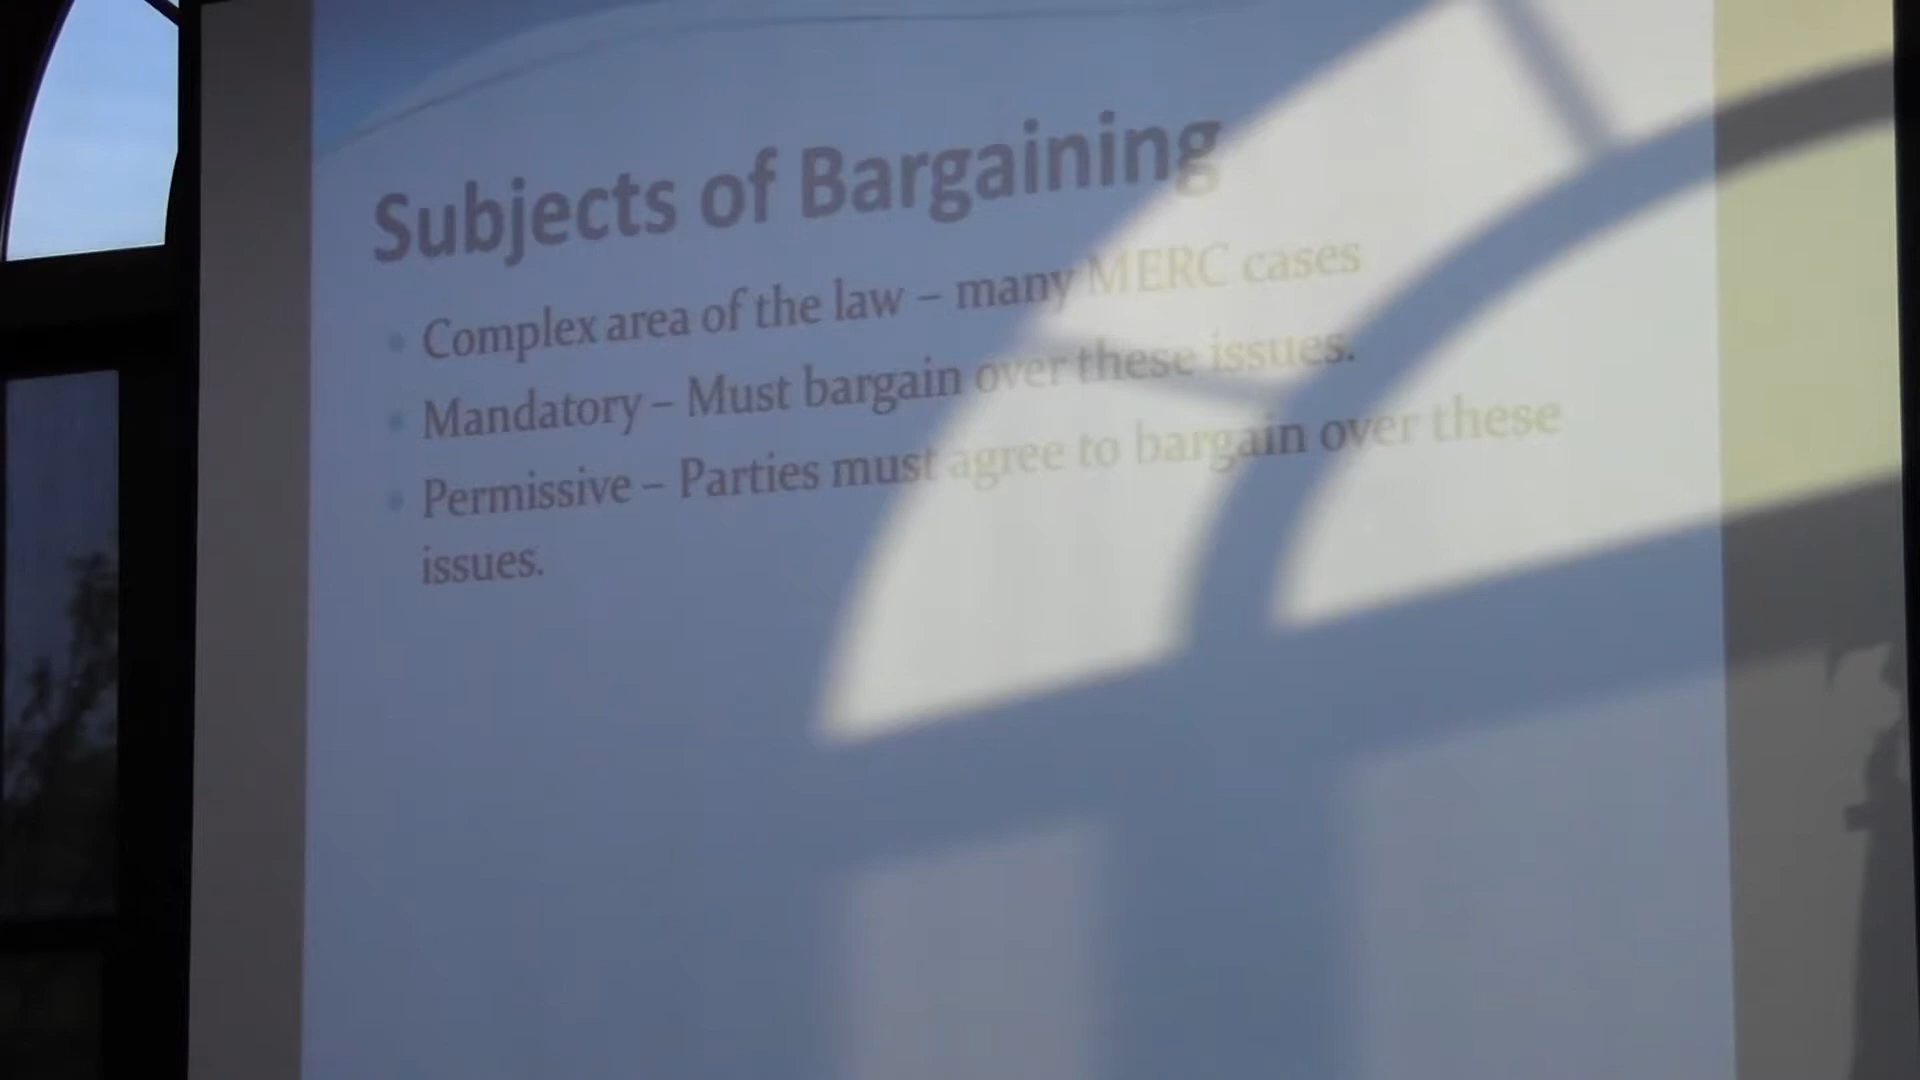 Subjects of Bargaining
Complex area of the law – many MERC cases
Mandatory – Must bargain over these issues.
Permissive – Parties must agree to bargain over these
issues.